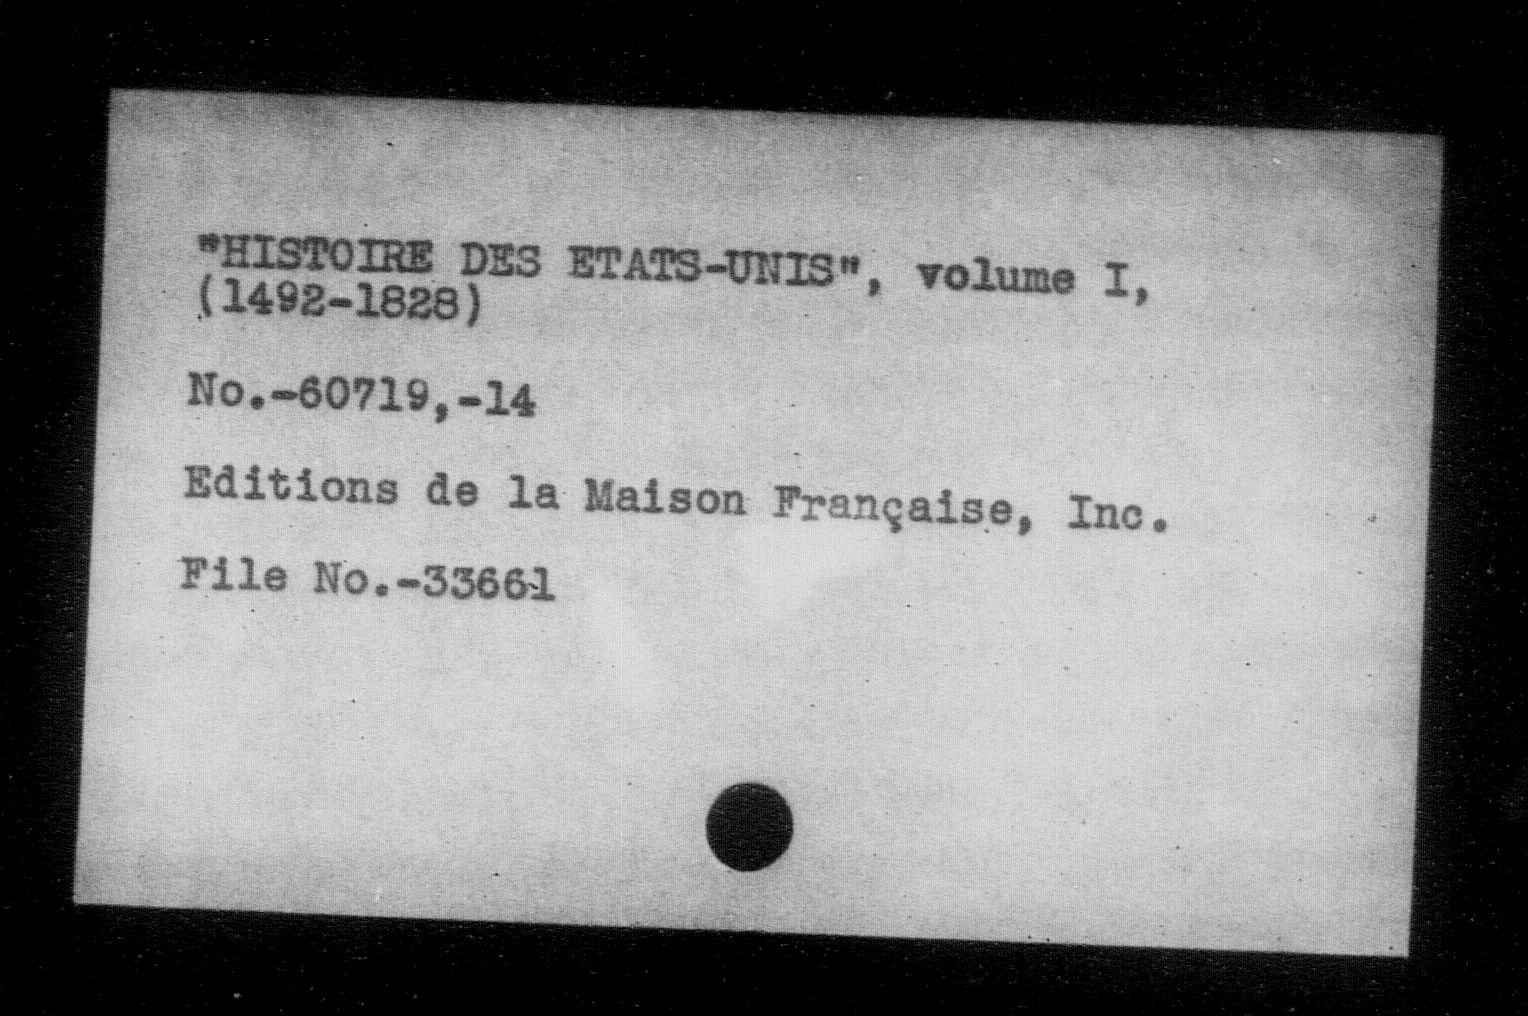 "HISTOIRE DES ETATS-UNIS", volume I,
(1492-1828)
No.-60719,-14
Editions de la Maison Française, Inc.
File No.-33661